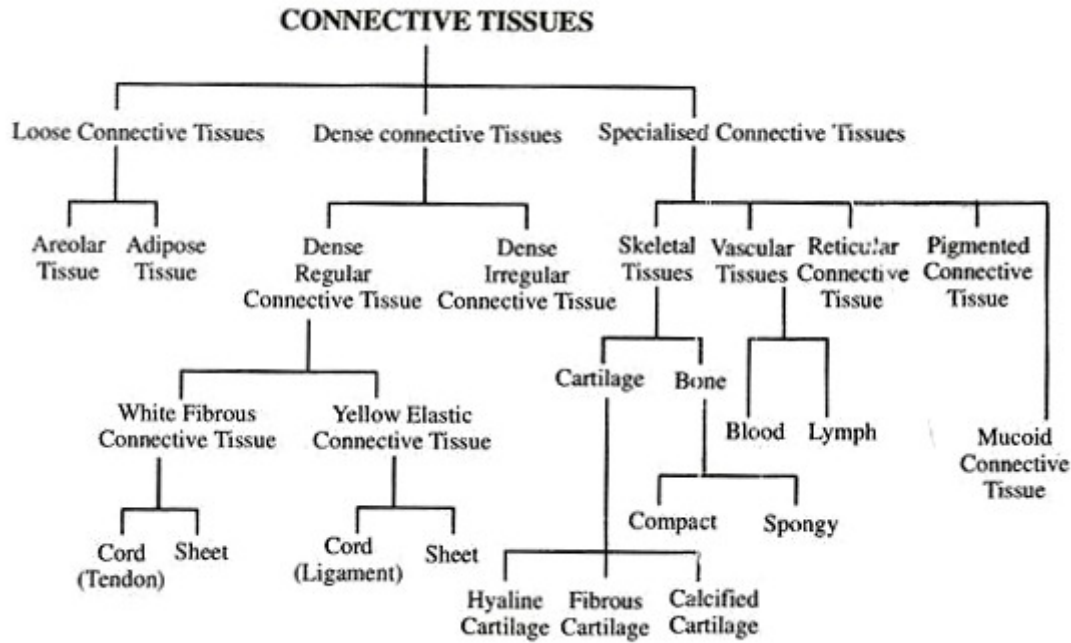 CONNECTIVE TISSUES
Loose Connective Tissues
Dense connective Tissues
Specialised Connective Tissues
Areolar
Tissue
Adipose
Tissue
Dense
Regular
Connective Tissue
Dense
Irregular
Connective Tissue
Skeletal
Tissues
Vascular
Tissues
Reticular
Connective
Tissue
Pigmented
Connective
Tissue
Cartilage
Bone
White Fibrous
Connective Tissue
Yellow Elastic
Connective Tissue
Blood
Lymph
Mucoid
Connective
Tissue
Compact
Spongy
Cord
(Tendon)
Sheet
Cord
(Ligament)
Sheet
Hyaline
Cartilage
Fibrous
Cartilage
Calcified
Cartilage